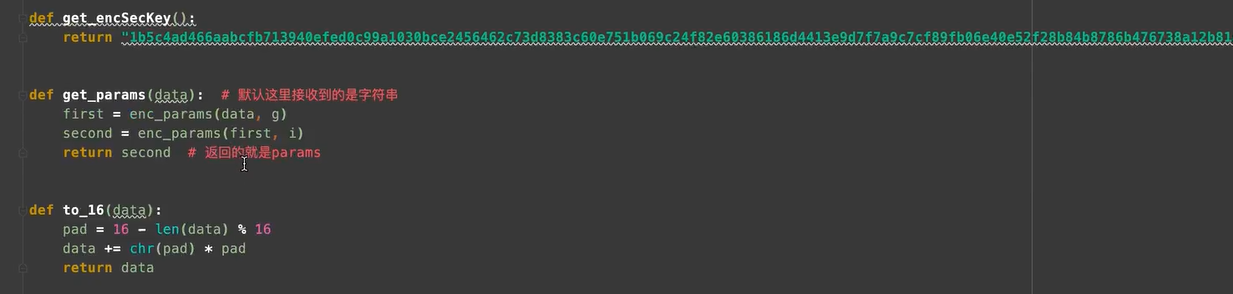 def get_encSecKey():
    return "1b5c4ad466aabcfb713940efed0c99a1030bce2456462c73d8383c60e751b069c24f82e60386186d4413e9d7f7a9c7cf89fb06e40e52f28b84b8786b476738a12b81
def get_params(data):  # 默认这里接收到的是字符串
    first = enc_params(data, g)
    second = enc_params(first, i)
    return second  # 返回的就是params
def to_16(data):
    pad = 16 - len(data) % 16
    data += chr(pad) * pad
    return data